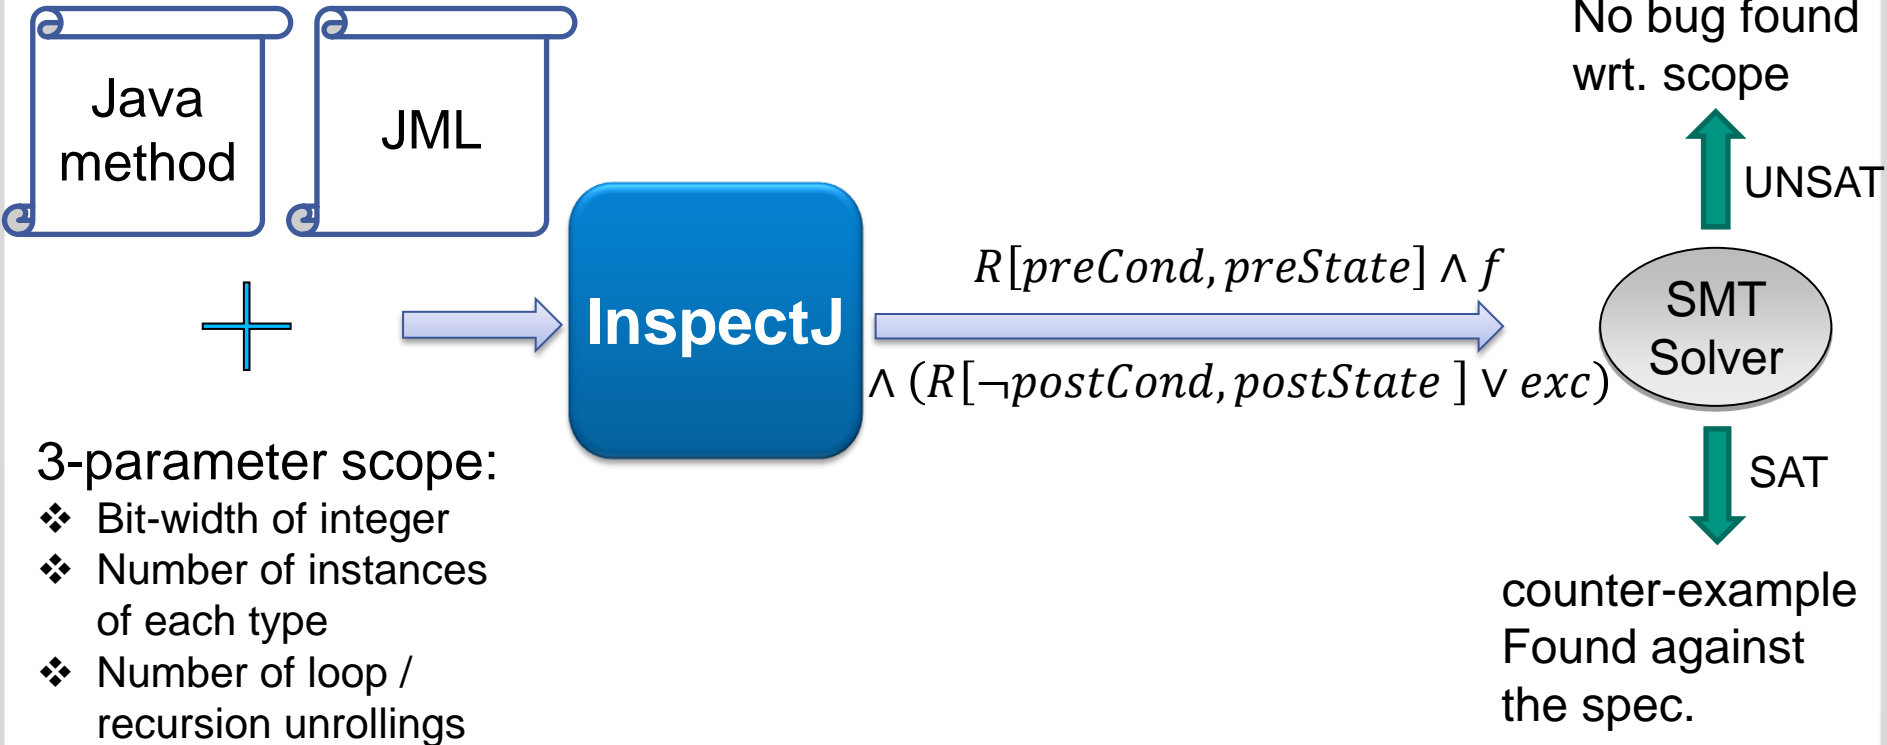 Java
method
JML
3-parameter scope:
❖ Bit-width of integer
❖ Number of instances
of each type
❖ Number of loop /
recursion unrollings
InspectJ
R[preCond, preState] ∧ f
∧ (R[¬postCond, postState ] ∨ exc)
No bug found
wrt. scope
UNSAT
SMT
Solver
SAT
counter-example
Found against
the spec.